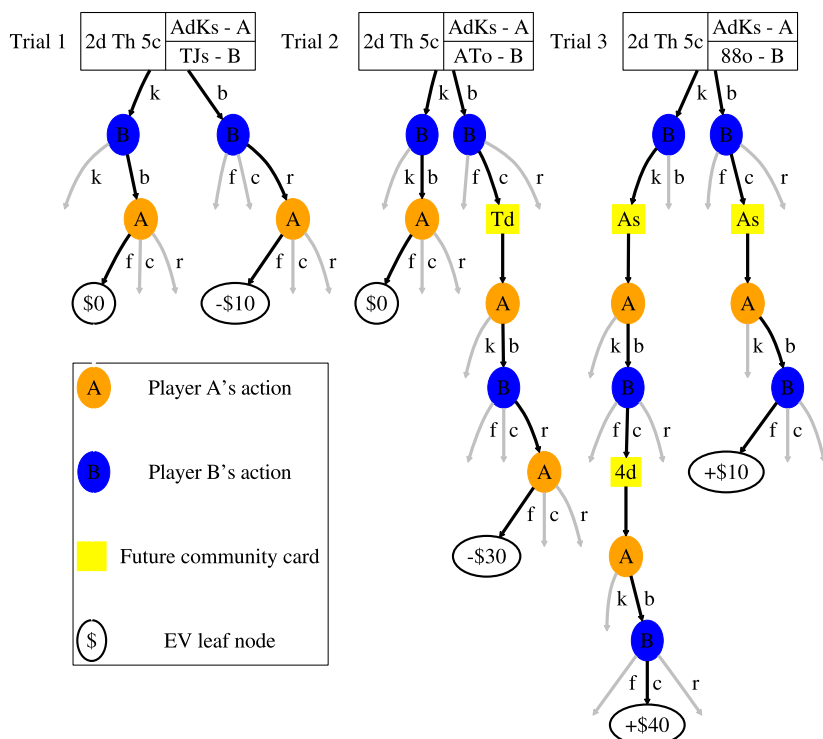 Trial 1
2d Th 5c
AdKs - A
TJs - B
Trial 2
2d Th 5c
AdKs - A
ATo - B
Trial 3
2d Th 5c
AdKs - A
88o - B
k b k b k b
B B B B B B
k b f c r k b f c r k b f c r
A A A Td As As
f c r f c r f c r
$0 -$10 $0 A A A
k b k b k b
B B B
f c r f c r f c r
A 4d +$10
f c r
-$30 A
k b
B
f c r
+$40
A Player A's action
B Player B's action
Future community card
$ EV leaf node